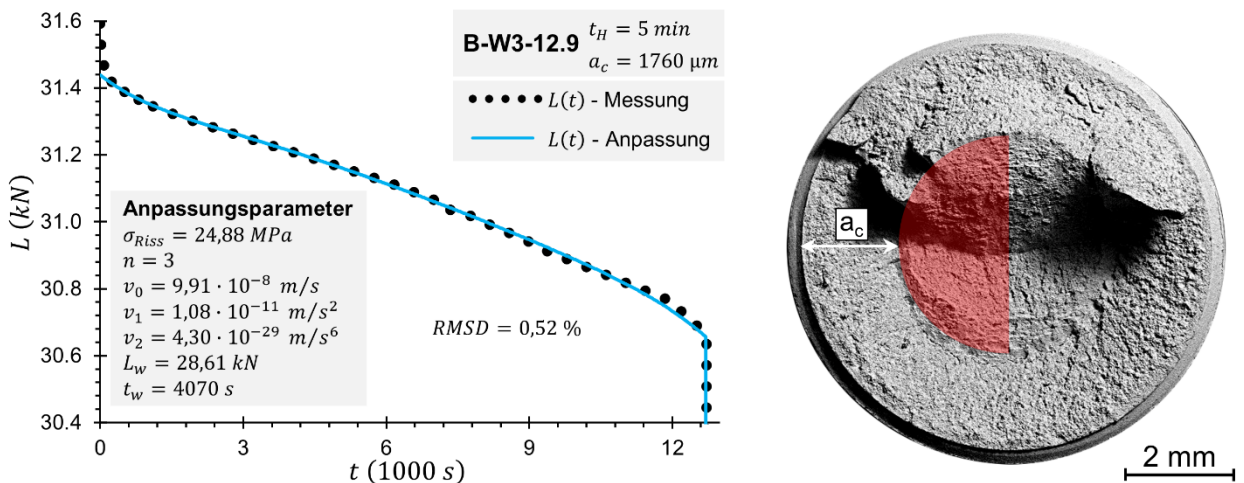 31.6
31.4
31.2
31.0
30.8
30.6
30.4
L (kN)
0
3
6
9
12
t (1000 s)
B-W3-12.9
t_H = 5 min
a_c = 1760 µm
L(t) - Messung
L(t) - Anpassung
Anpassungsparameter
σ_Riss = 24,88 MPa
n = 3
v_0 = 9,91 · 10^−8 m/s
v_1 = 1,08 · 10^−11 m/s^2
v_2 = 4,30 · 10^−29 m/s^6
L_w = 28,61 kN
t_w = 4070 s
RMSD = 0,52 %
a_c
2 mm